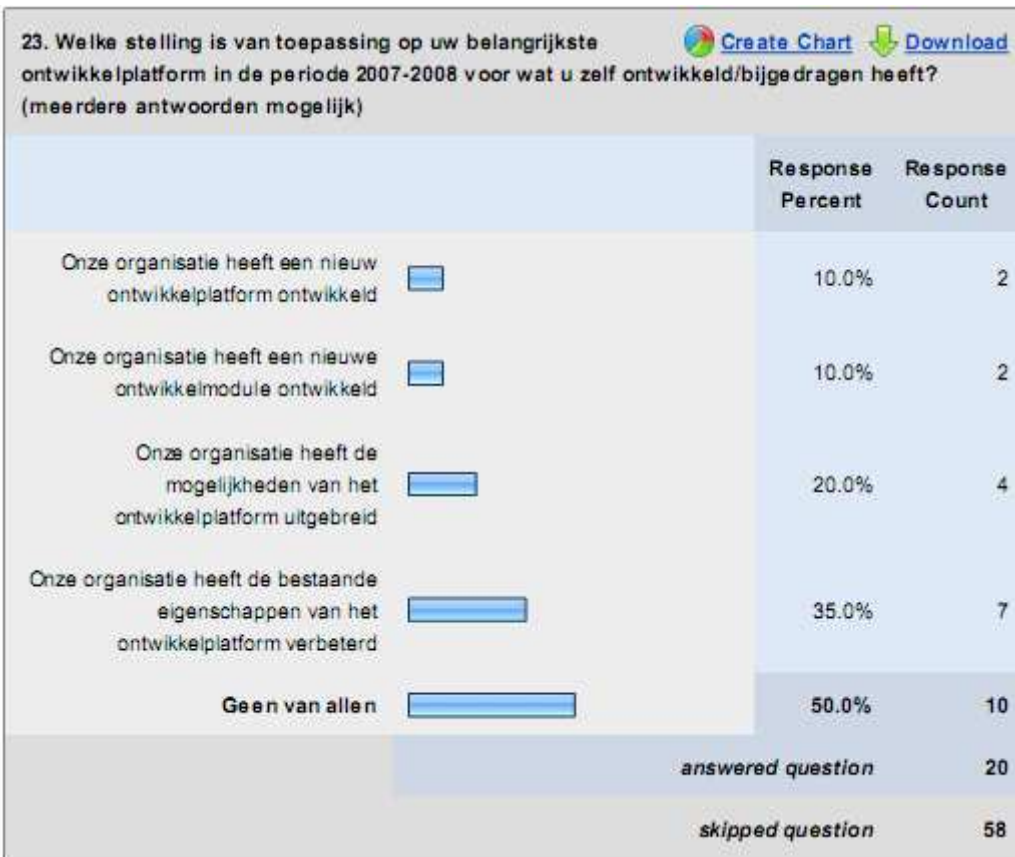 23. Welke stelling is van toepassing op uw belangrijkste
Create Chart Download
ontwikkelplatform in de periode 2007-2008 voor wat u zelf ontwikkeld/bijgedragen heeft?
(meerdere antwoorden mogelijk)
Response Percent
Response Count
Onze organisatie heeft een nieuw
ontwikkelplatform ontwikkeld
10.0% 2
Onze organisatie heeft een nieuwe
ontwikkelmodule ontwikkeld
10.0% 2
Onze organisatie heeft de
mogelijkheden van het
ontwikkelplatform uitgebreid
20.0% 4
Onze organisatie heeft de bestaande
eigenschappen van het
ontwikkelplatform verbeterd
35.0% 7
Geen van allen 50.0% 10
answered question 20
skipped question 58